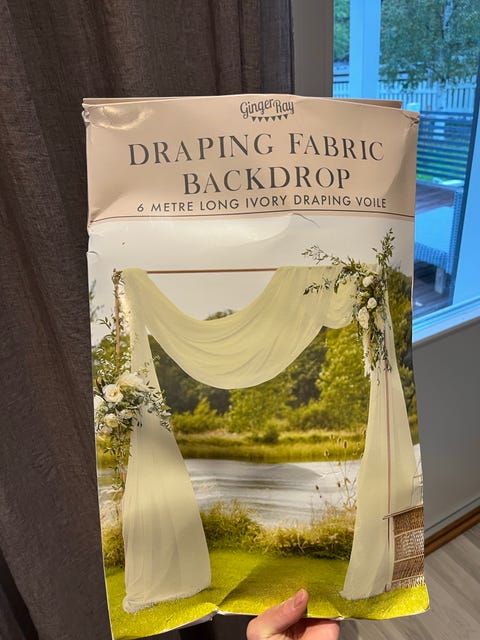 Ginger Ray
DRAPING FABRIC
BACKDROP
6 METRE LONG IVORY DRAPING VOILE